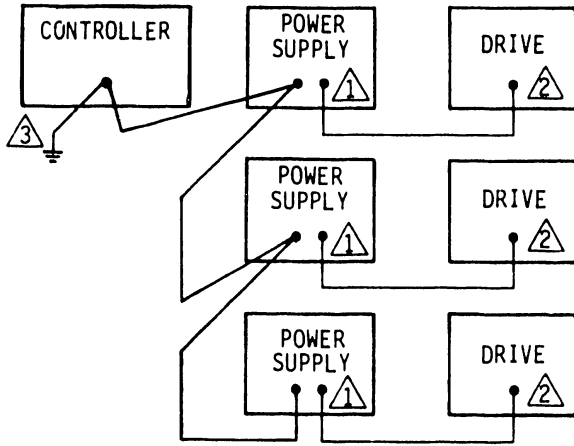 CONTROLLER
POWER
SUPPLY
1
DRIVE
2
3
POWER
SUPPLY
1
DRIVE
2
POWER
SUPPLY
1
DRIVE
2